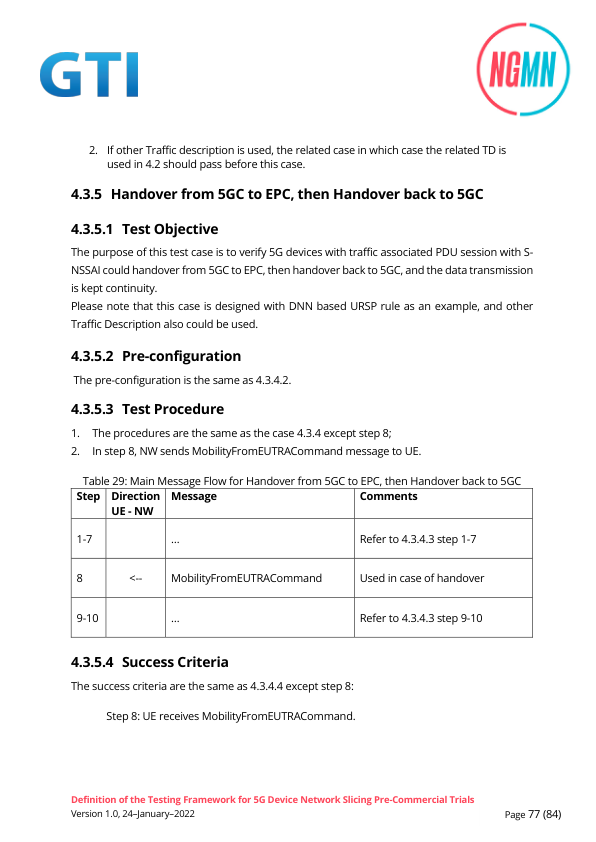 GTI
NGMN
2. If other Traffic description is used, the related case in which case the related TD is
used in 4.2 should pass before this case.
4.3.5 Handover from 5GC to EPC, then Handover back to 5GC
4.3.5.1 Test Objective
The purpose of this test case is to verify 5G devices with traffic associated PDU session with S-
NSSAI could handover from 5GC to EPC, then handover back to 5GC, and the data transmission
is kept continuity.
Please note that this case is designed with DNN based URSP rule as an example, and other
Traffic Description also could be used.
4.3.5.2 Pre-configuration
The pre-configuration is the same as 4.3.4.2.
4.3.5.3 Test Procedure
1. The procedures are the same as the case 4.3.4 except step 8;
2. In step 8, NW sends MobilityFromEUTRACommand message to UE.
Table 29: Main Message Flow for Handover from 5GC to EPC, then Handover back to 5GC
Step Direction Message Comments
UE - NW
1-7 ... Refer to 4.3.4.3 step 1-7
8 <-- MobilityFromEUTRACommand Used in case of handover
9-10 ... Refer to 4.3.4.3 step 9-10
4.3.5.4 Success Criteria
The success criteria are the same as 4.3.4.4 except step 8:
Step 8: UE receives MobilityFromEUTRACommand.
Definition of the Testing Framework for 5G Device Network Slicing Pre-Commercial Trials
Version 1.0, 24–January–2022 Page 77 (84)